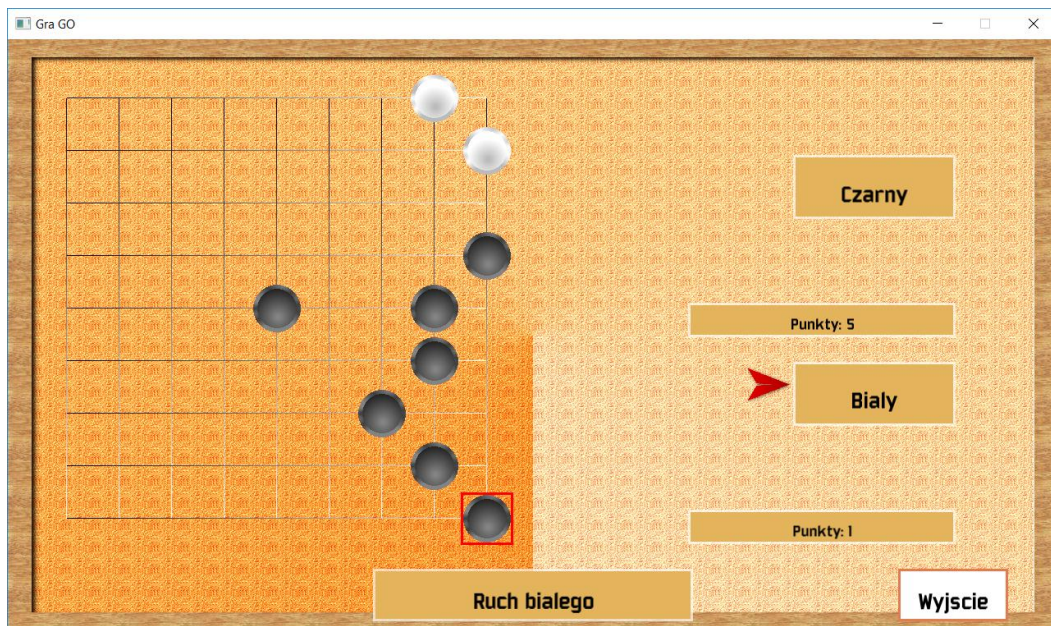 Gra GO
Czarny
Punkty: 5
Bialy
Punkty: 1
Ruch bialego
Wyjscie